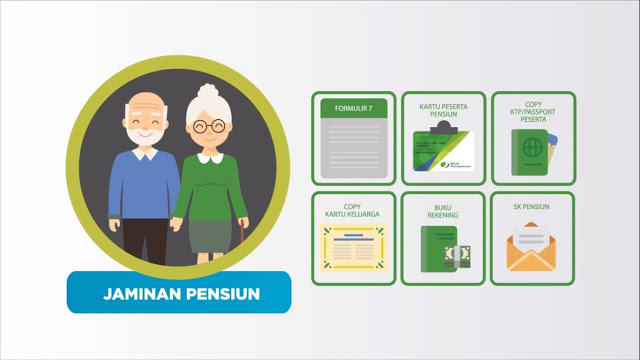 FORMULIR 7
KARTU PESERTA
PENSIUN
COPY
KTP/PASSPORT
PESERTA
COPY
KARTU KELUARGA
BUKU
REKENING
SK PENSIUN
JAMINAN PENSIUN